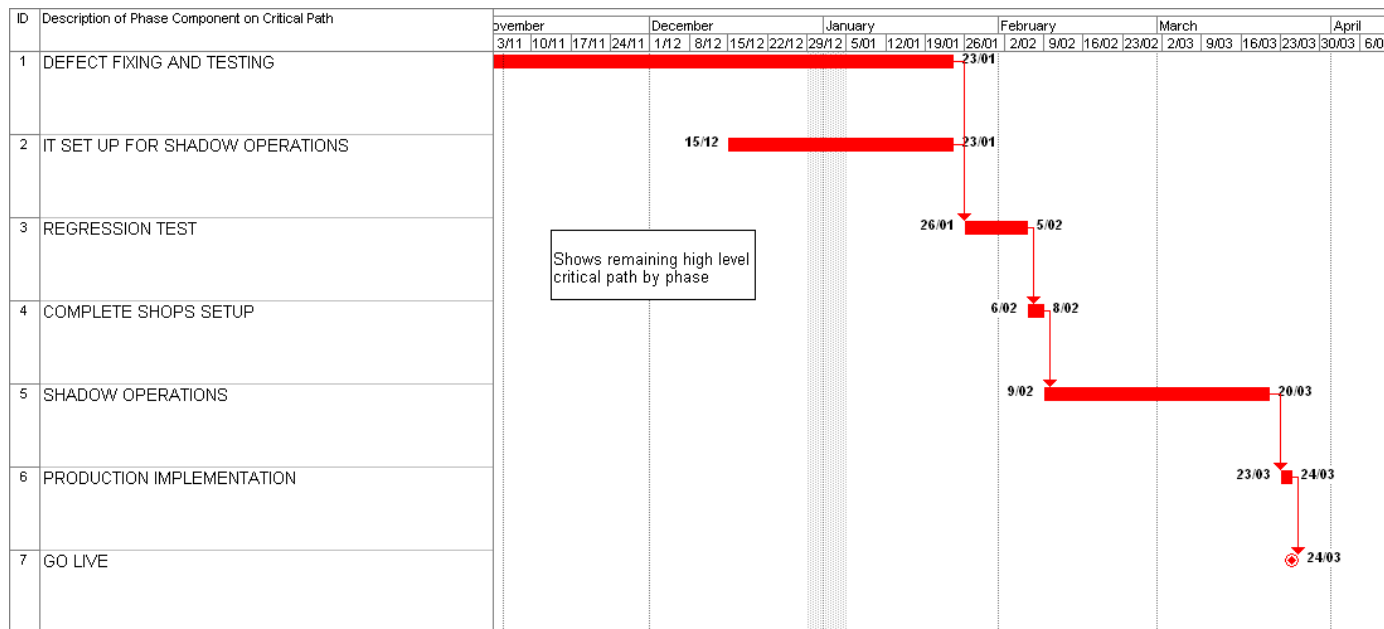 ID Description of Phase Component on Critical Path
ovember December January February March April
3/11 10/11 17/11 24/11 1/12 8/12 15/12 22/12 29/12 5/01 12/01 19/01 26/01 2/02 9/02 16/02 23/02 2/03 9/03 16/03 23/03 30/03 6/0
1 DEFECT FIXING AND TESTING 23/01
2 IT SET UP FOR SHADOW OPERATIONS 15/12 23/01
3 REGRESSION TEST 26/01 5/02
Shows remaining high level
critical path by phase
4 COMPLETE SHOPS SETUP 6/02 8/02
5 SHADOW OPERATIONS 9/02 20/03
6 PRODUCTION IMPLEMENTATION 23/03 24/03
7 GO LIVE 24/03